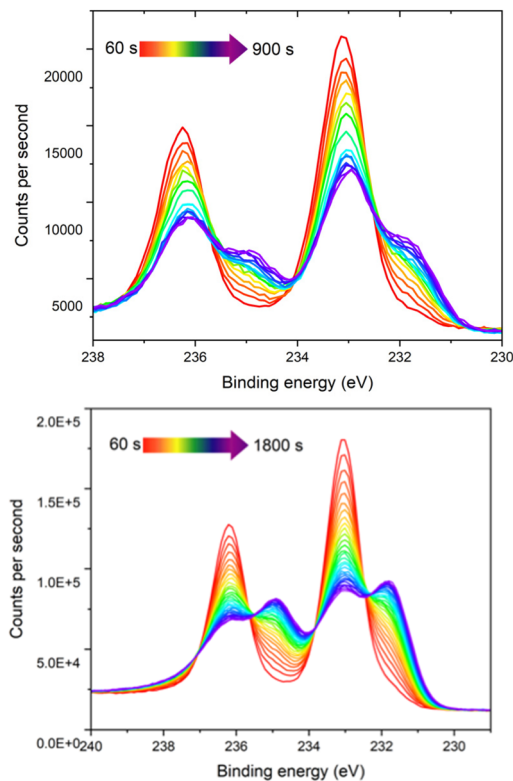 60 s 900 s
20000
15000
10000
5000
Counts per second
238 236 234 232 230
Binding energy (eV)
2.0E+5
60 s 1800 s
1.5E+5
1.0E+5
5.0E+4
0.0E+0
Counts per second
240 238 236 234 232 230
Binding energy (eV)